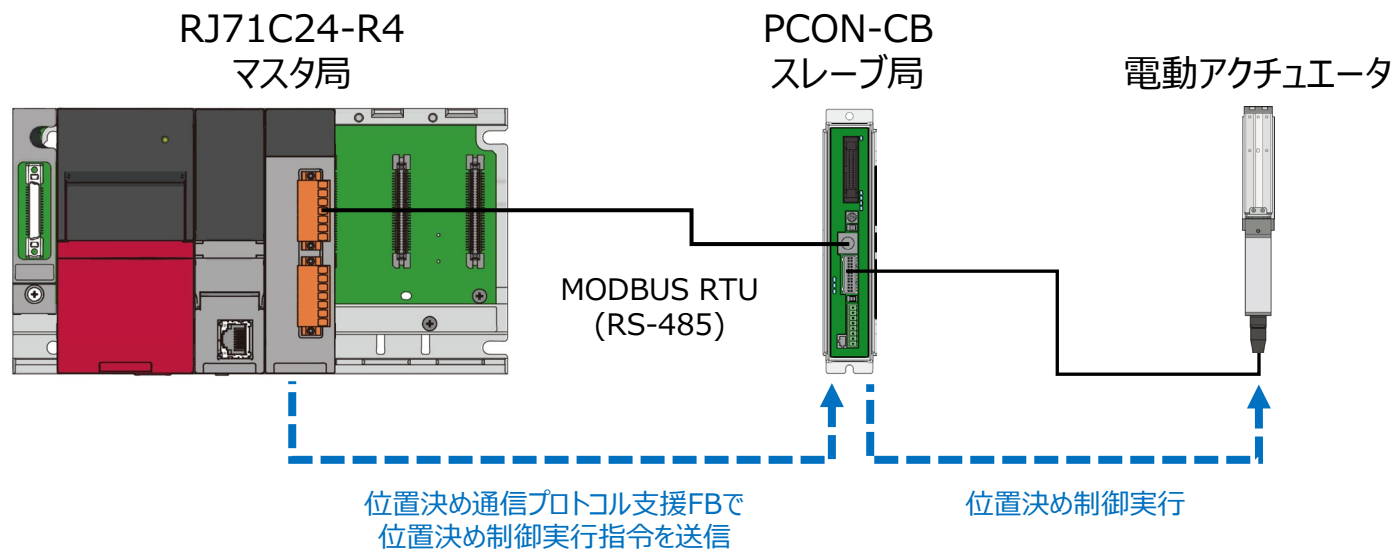 RJ71C24-R4
マスタ局
PCON-CB
スレーブ局
電動アクチュエータ
MODBUS RTU
(RS-485)
位置決め通信プロトコル支援FBで
位置決め制御実行指令を送信
位置決め制御実行